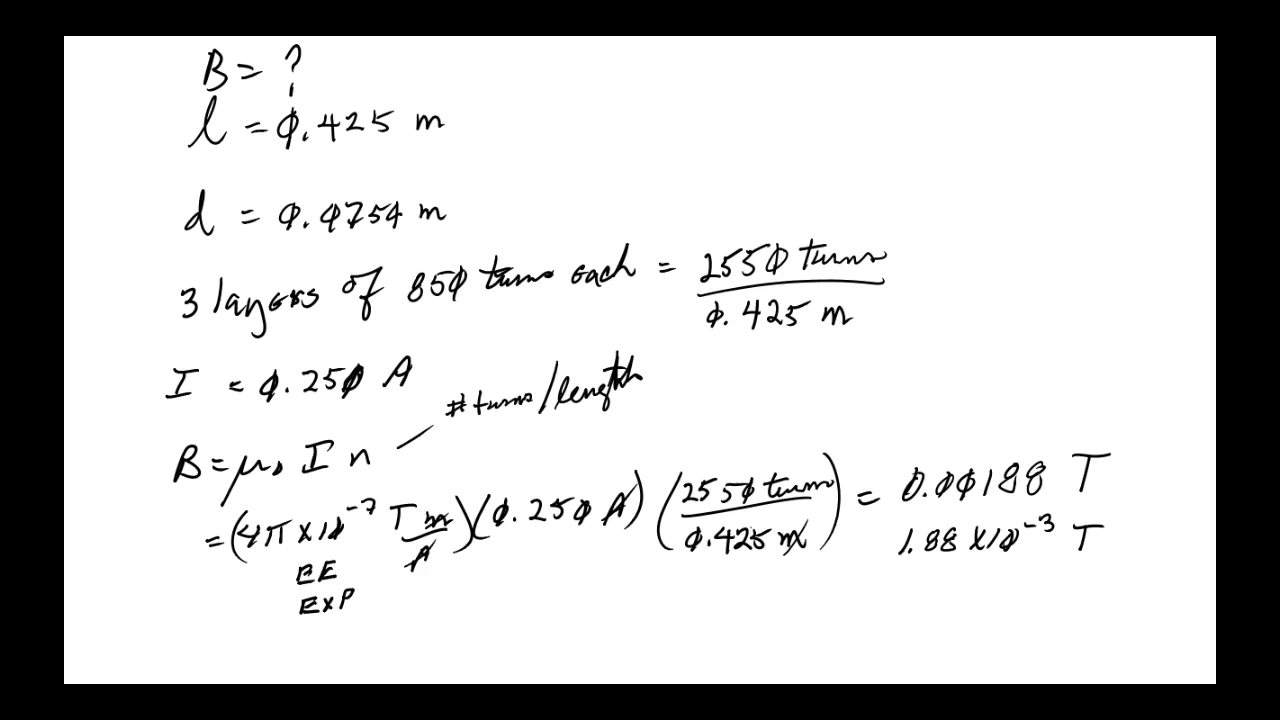 B = ?
l = 0.425 m
d = 0.0754 m
3 layers of 850 turns each = 2550 turns / 0.425 m
I = 0.250 A
# turns/length
B = μ₀ I n
= (4π x 10⁻⁷ T m / A)(0.250 A)(2550 turns / 0.425 m) = 0.00188 T
1.88 x 10⁻³ T
EE
EXP